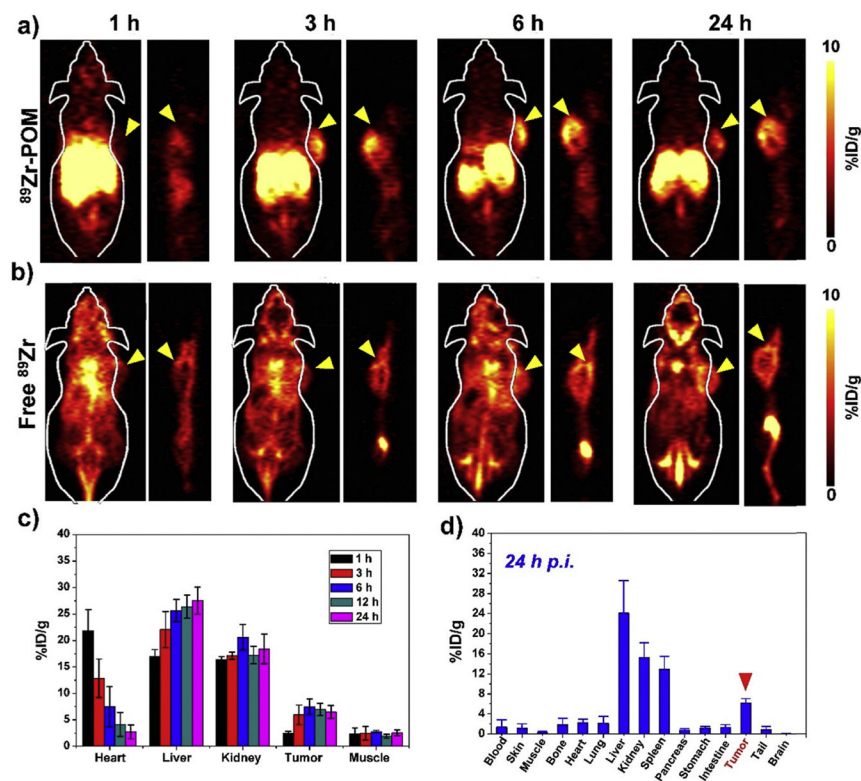 a) 1 h 3 h 6 h 24 h
⁸⁹Zr-POM
10
%ID/g
0
b)
Free ⁸⁹Zr
10
%ID/g
0
c)
%ID/g
40
35
30
25
20
15
10
5
0
1 h
3 h
6 h
12 h
24 h
Heart Liver Kidney Tumor Muscle
d)
24 h p.i.
%ID/g
40
36
32
28
24
20
16
12
8
4
0
Blood
Skin
Muscle
Bone
Heart
Lung
Liver
Kidney
Spleen
Pancreas
Stomach
Intestine
Tumor
Tail
Brain